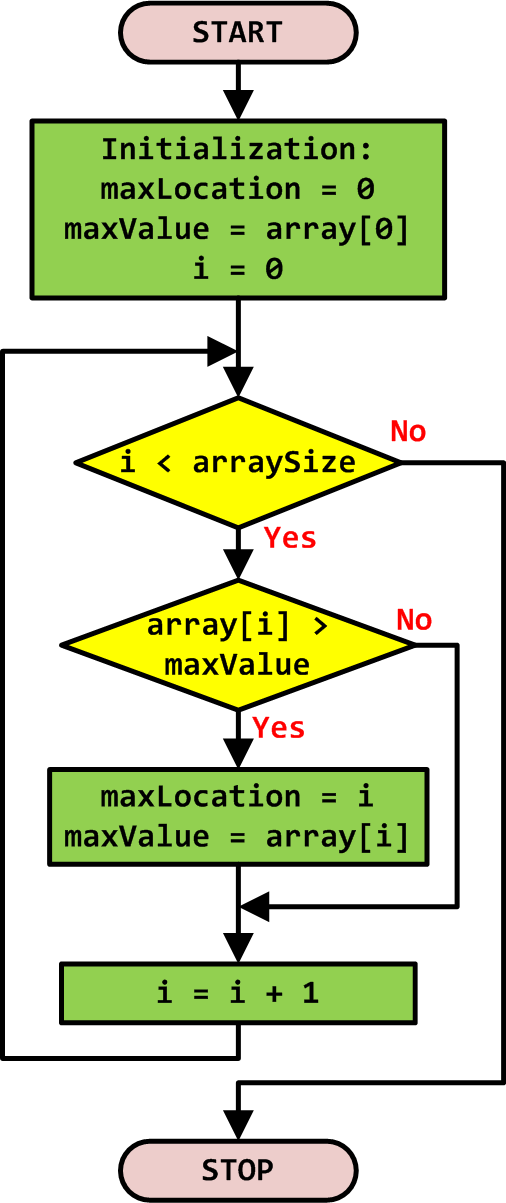 START
Initialization:
maxLocation = 0
maxValue = array[0]
i = 0
No
i < arraySize
Yes
No
array[i] >
maxValue
Yes
maxLocation = i
maxValue = array[i]
i = i + 1
STOP